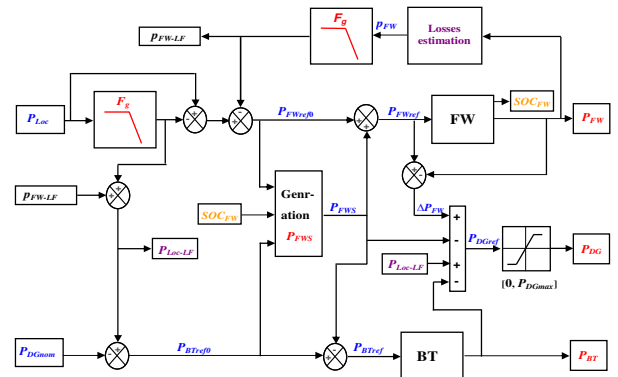 p_FW-LF
F_g
p_FW
Losses
estimation
P_Loc
F_g
P_FWref0
P_FWref
FW
SOC_FW
P_FW
p_FW-LF
SOC_FW
Genr-
ation
P_FWS
P_FWS
ΔP_FW
P_Loc-LF
P_Loc-LF
P_DGref
[0, P_DGmax]
P_DG
P_DGnom
P_BTref0
P_BTref
BT
P_BT